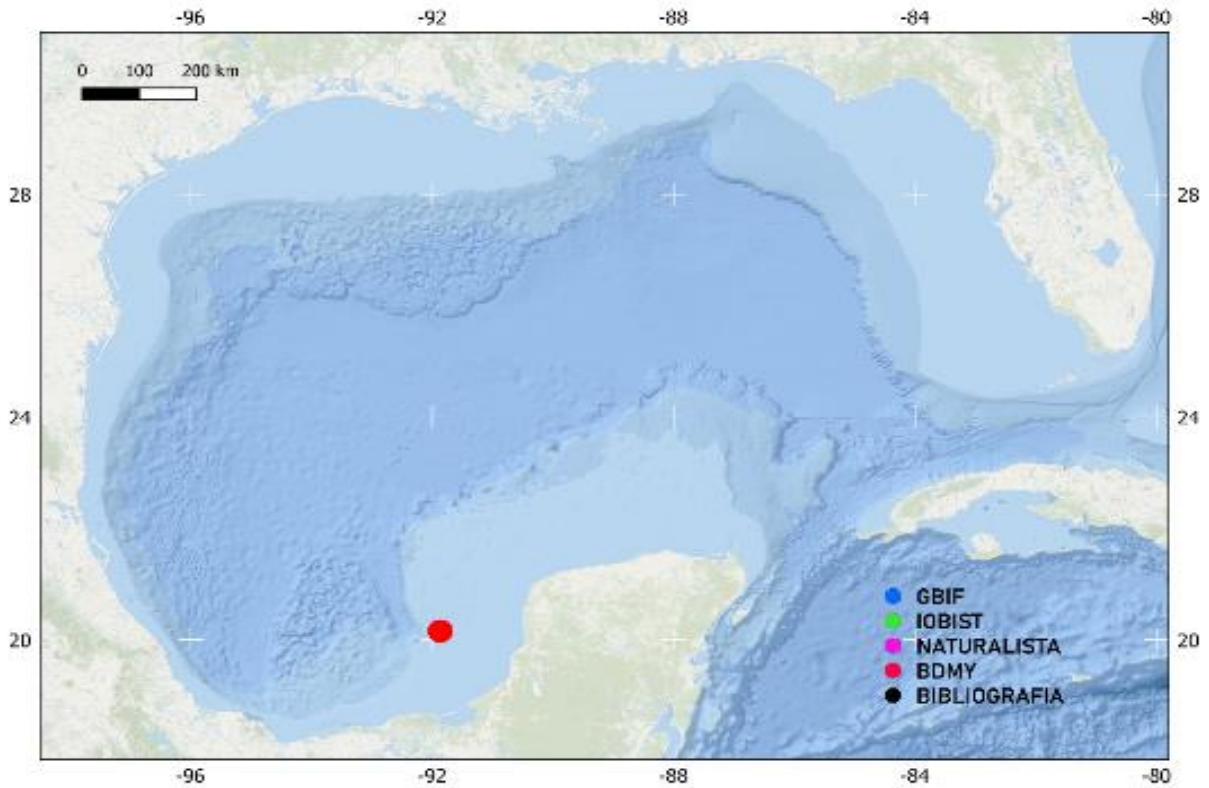 -96 -92 -88 -84 -80
0 100 200 km
28 28
24 24
GBIF
IOBIST
20 NATURALISTA 20
BDMY
BIBLIOGRAFIA
-96 -92 -88 -84 -80